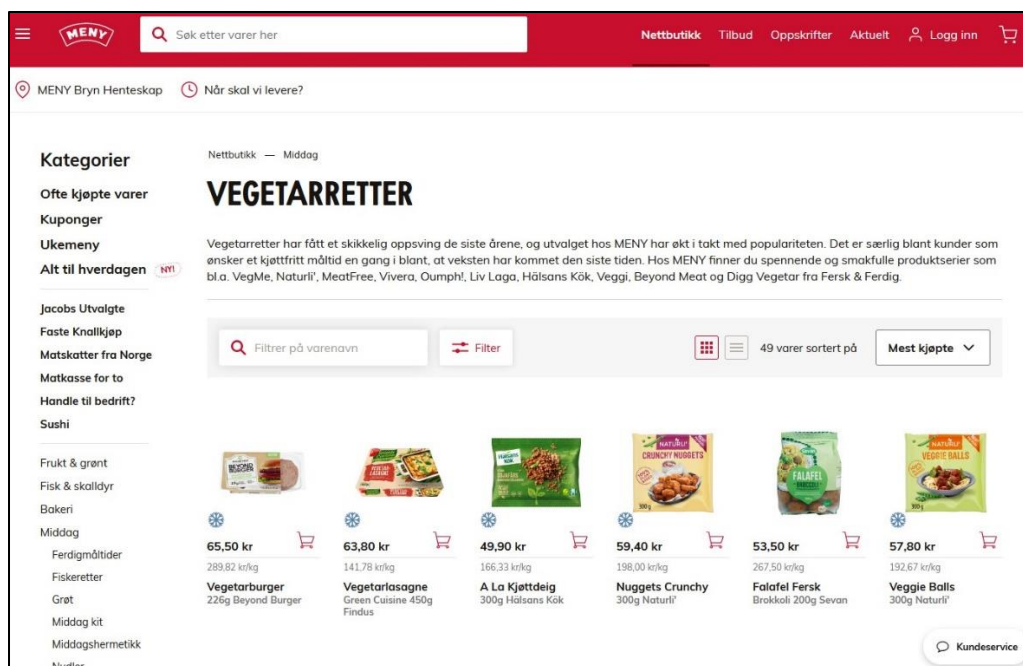 MENY
Søk etter varer her
Nettbutikk Tilbud Oppskrifter Aktuelt Logg inn
MENY Bryn Henteskap Når skal vi levere?
Kategorier
Ofte kjøpte varer
Kuponger
Ukemeny
Alt til hverdagen NY!
Jacobs Utvalgte
Faste Knallkjøp
Matskatter fra Norge
Matkasse for to
Handle til bedrift?
Sushi
Frukt & grønt
Fisk & skalldyr
Bakeri
Middag
Ferdigmåltider
Fiskeretter
Grøt
Middag kit
Middagshermetikk
Nudler
Nettbutikk — Middag
VEGETARRETTER
Vegetarretter har fått et skikkelig oppsving de siste årene, og utvalget hos MENY har økt i takt med populariteten. Det er særlig blant kunder som
ønsker et kjøttfritt måltid en gang i blant, at veksten har kommet den siste tiden. Hos MENY finner du spennende og smakfulle produktserier som
bl.a. VegMe, Naturli', MeatFree, Vivera, Oumph!, Liv Laga, Hälsans Kök, Veggi, Beyond Meat og Digg Vegetar fra Fersk & Ferdig.
Filtrer på varenavn
Filter
49 varer sortert på
Mest kjøpte
BEYOND
65,50 kr
289,82 kr/kg
Vegetarburger
226g Beyond Burger
63,80 kr
141,78 kr/kg
Vegetarlasagne
Green Cuisine 450g
Findus
Hälsans
KÖK
49,90 kr
166,33 kr/kg
A La Kjøttdeig
300g Hälsans Kök
NATURLI'
CRUNCHY NUGGETS
300g
59,40 kr
198,00 kr/kg
Nuggets Crunchy
300g Naturli'
Sevan
FALAFEL
BROCCOLI
53,50 kr
267,50 kr/kg
Falafel Fersk
Brokkoli 200g Sevan
NATURLI'
VEGGIE BALLS
300g
57,80 kr
192,67 kr/kg
Veggie Balls
300g Naturli'
Kundeservice